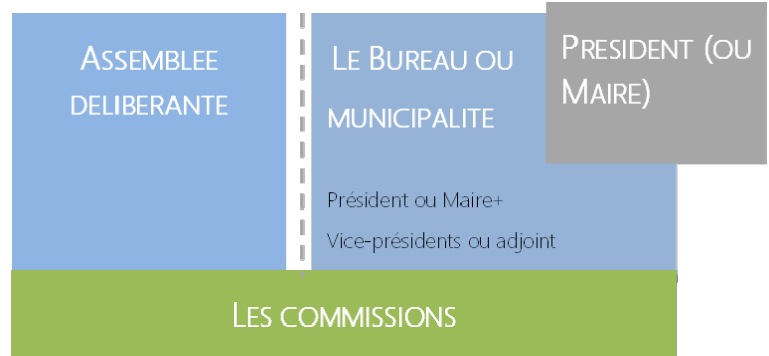 ASSEMBLEE
DELIBERANTE
LE BUREAU OU
MUNICIPALITE
Président ou Maire+
Vice-présidents ou adjoint
PRESIDENT (OU
MAIRE)
LES COMMISSIONS